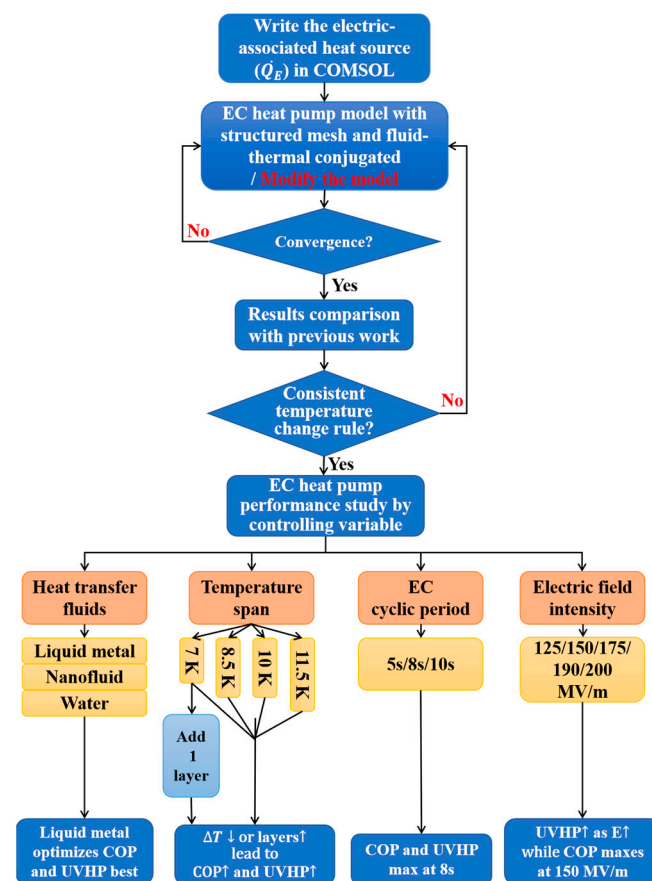 Write the electric-
associated heat source
(Q̇_E) in COMSOL
EC heat pump model with
structured mesh and fluid-
thermal conjugated
/ Modify the model
No
Convergence?
Yes
Results comparison
with previous work
No
Consistent
temperature
change rule?
Yes
EC heat pump
performance study by
controlling variable
Heat transfer
fluids
Liquid metal
Nanofluid
Water
Liquid metal
optimizes COP
and UVHP best
Temperature
span
7 K
8.5 K
10 K
11.5 K
Add
1
layer
ΔT ↓ or layers↑
lead to
COP↑ and UVHP↑
EC
cyclic period
5s/8s/10s
COP and UVHP
max at 8s
Electric field
intensity
125/150/175/
190/200
MV/m
UVHP↑ as E↑
while COP maxes
at 150 MV/m